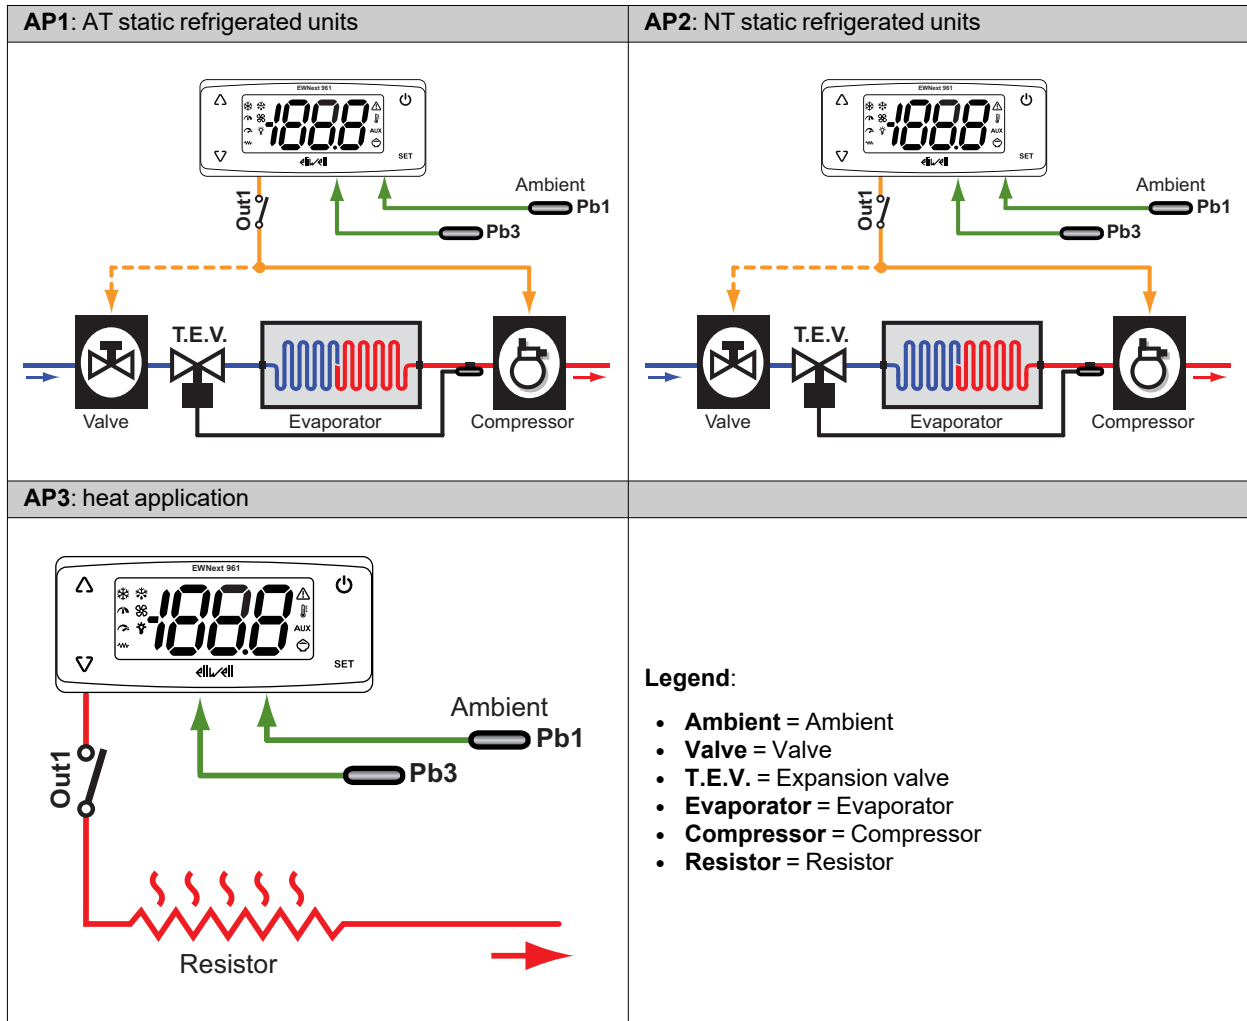 AP1: AT static refrigerated units
AP2: NT static refrigerated units
EWNext 961
188.8
AUX
SET
eliwell
Out1
Ambient
Pb1
Pb3
T.E.V.
Valve
Evaporator
Compressor
EWNext 961
188.8
AUX
SET
eliwell
Out1
Ambient
Pb1
Pb3
T.E.V.
Valve
Evaporator
Compressor
AP3: heat application
EWNext 961
-188.8
AUX
SET
eliwell
Out1
Ambient
Pb1
Pb3
Resistor
Legend:
• Ambient = Ambient
• Valve = Valve
• T.E.V. = Expansion valve
• Evaporator = Evaporator
• Compressor = Compressor
• Resistor = Resistor